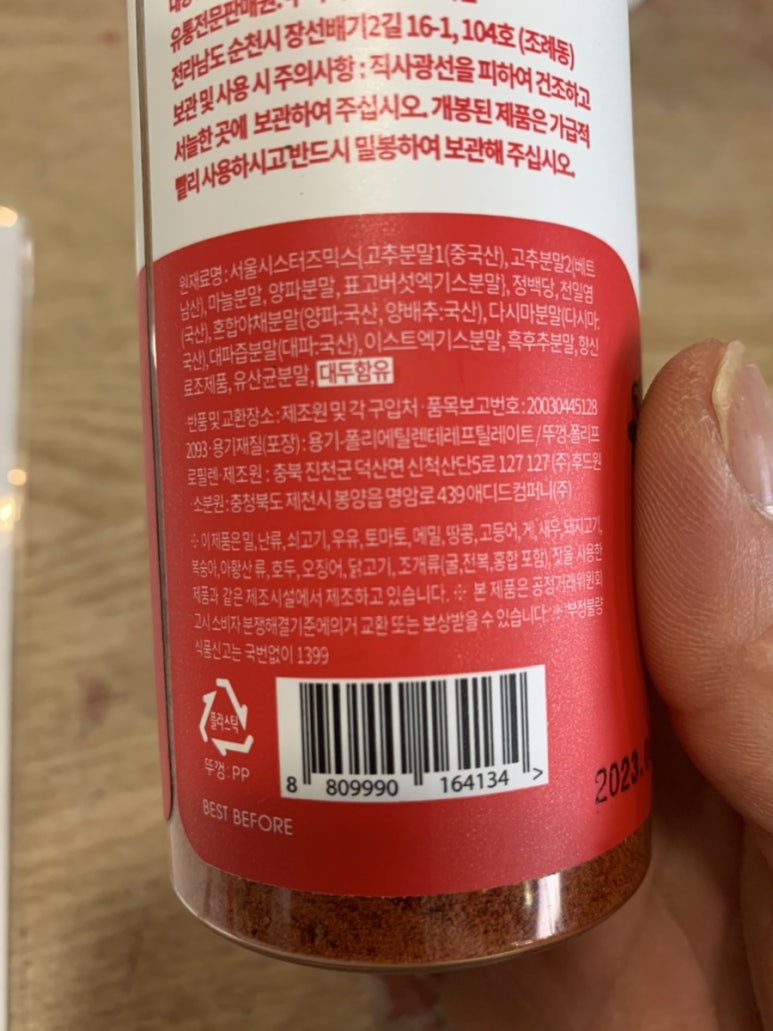 유통전문판매원
전라남도 순천시 장선배기2길 16-1, 104호 (조례동)
보관 및 사용 시 주의사항 : 직사광선을 피하여 건조하고
서늘한 곳에 보관하여 주십시오. 개봉된 제품은 가급적
빨리 사용하시고 반드시 밀봉하여 보관해 주십시오.
원재료명 : 서울시스터즈믹스{고추분말1(중국산), 고추분말2(베트
남산), 마늘분말, 양파분말, 표고버섯엑기스분말}, 정백당, 천일염
(국산), 혼합야채분말(양파:국산, 양배추:국산), 다시마분말(다시마:
국산), 대파즙분말(대파:국산), 이스트엑기스분말, 흑후추분말, 향신
료조제품, 유산균분말, 대두함유
·반품 및 교환장소 : 제조원 및 각 구입처 · 품목보고번호 : 20030445128
2093 · 용기재질(포장) : 용기-폴리에틸렌테레프탈레이트 / 뚜껑-폴리프
로필렌 · 제조원 : 충북 진천군 덕산면 신척산단5로 127 127 (주)후드원
·소분원 : 충청북도 제천시 봉양읍 명암로 439 애디드컴퍼니(주)
※ 이 제품은 밀, 난류, 쇠고기, 우유, 토마토, 메밀, 땅콩, 고등어, 게, 새우, 돼지고기,
복숭아, 아황산 류, 호두, 오징어, 닭고기, 조개류(굴, 전복, 홍합 포함) 잣을 사용한
제품과 같은 제조시설에서 제조하고 있습니다. ※ 본 제품은 공정거래위원회
고시 소비자 분쟁해결기준에의거 교환 또는 보상받을 수 있습니다. ※ 부정불량
식품신고는 국번없이 1399
플라스틱
뚜껑 : PP
8 809990 164134 >
BEST BEFORE
2023.